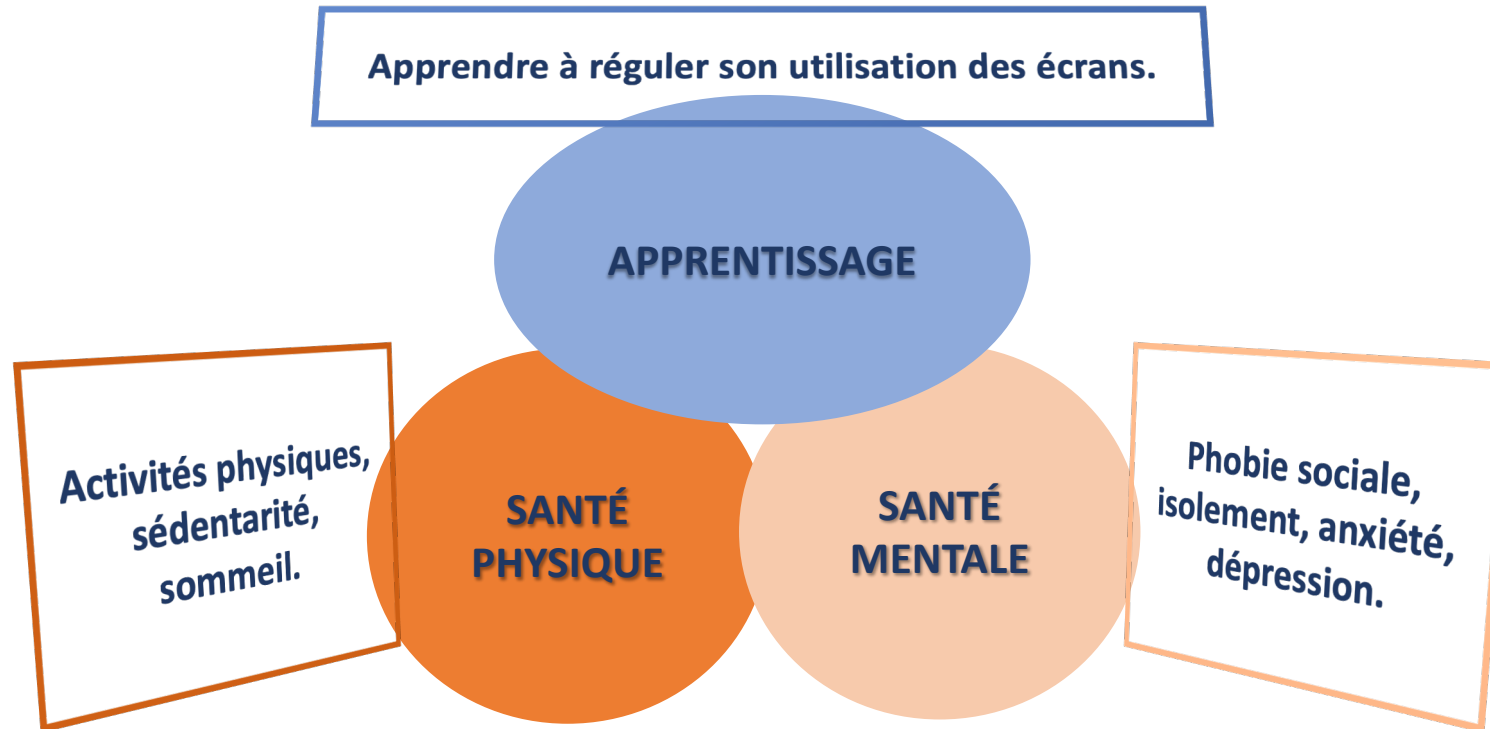 Apprendre à réguler son utilisation des écrans.
APPRENTISSAGE
Activités physiques,
sédentarité,
sommeil.
SANTÉ
PHYSIQUE
SANTÉ
MENTALE
Phobie sociale,
isolement, anxiété,
dépression.